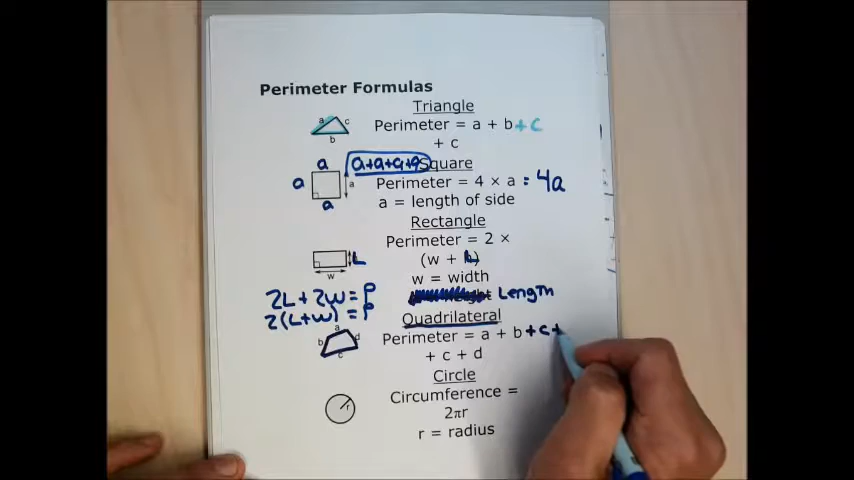 Perimeter Formulas
Triangle
a c
Perimeter = a + b + c
b
+ c
a a+a+a+a Square
a a Perimeter = 4 × a = 4a
a a = length of side
Rectangle
Perimeter = 2 ×
L (w + L)
w w = width
2L + 2W = P Length
2(L+W) = P Quadrilateral
a
b d Perimeter = a + b + c +
c + c + d
Circle
Circumference =
r 2πr
r = radius